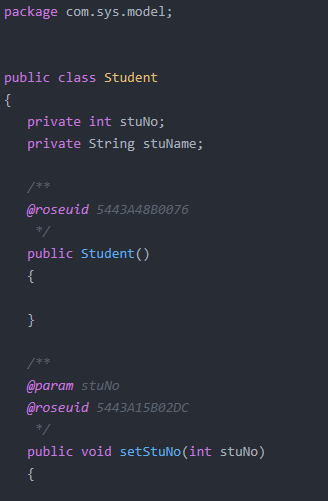 package com.sys.model;
public class Student
{
private int stuNo;
private String stuName;
/**
@roseuid 5443A48B0076
*/
public Student()
{
}
/**
@param stuNo
@roseuid 5443A15B02DC
*/
public void setStuNo(int stuNo)
{